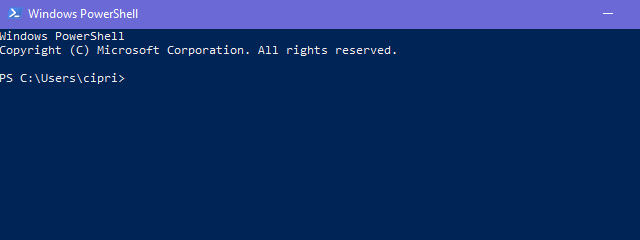 Windows PowerShell
Windows PowerShell
Copyright (C) Microsoft Corporation. All rights reserved.
PS C:\Users\cipri>